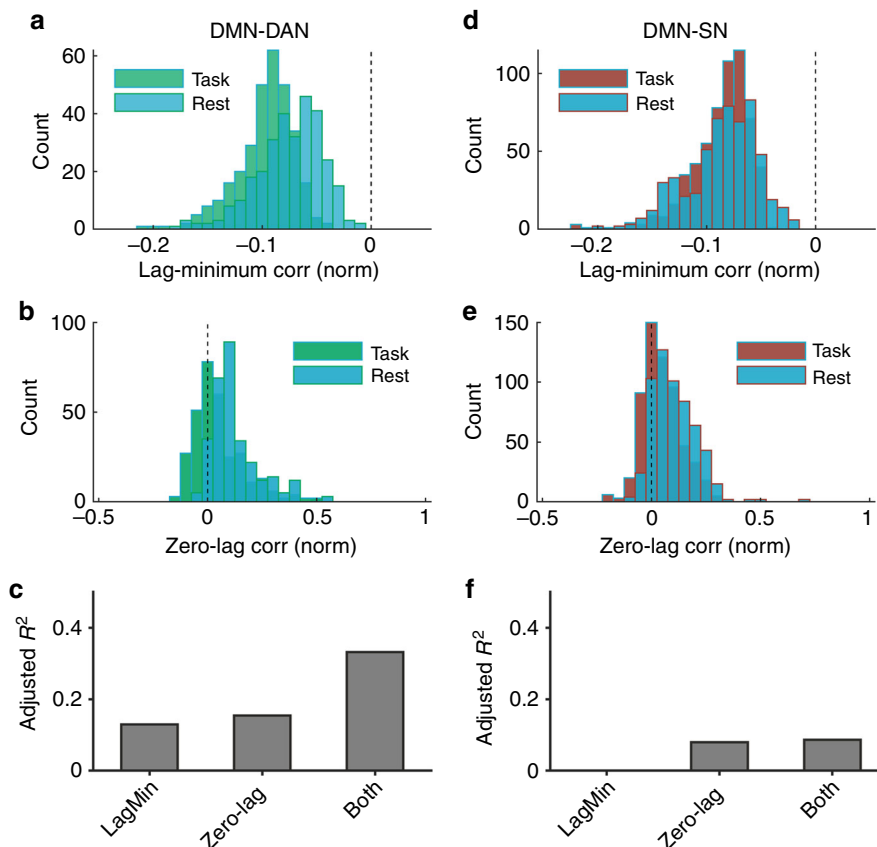 a
DMN-DAN
60
40
20
0
Count
Task
Rest
−0.2
−0.1
0
Lag-minimum corr (norm)
d
DMN-SN
100
50
0
Count
Task
Rest
−0.2
−0.1
0
Lag-minimum corr (norm)
b
100
50
0
Count
Task
Rest
−0.5
0
0.5
1
Zero-lag corr (norm)
e
150
100
50
0
Count
Task
Rest
−0.5
0
0.5
1
Zero-lag corr (norm)
c
0.4
0.2
0
Adjusted R²
LagMin
Zero-lag
Both
f
0.4
0.2
0
Adjusted R²
LagMin
Zero-lag
Both